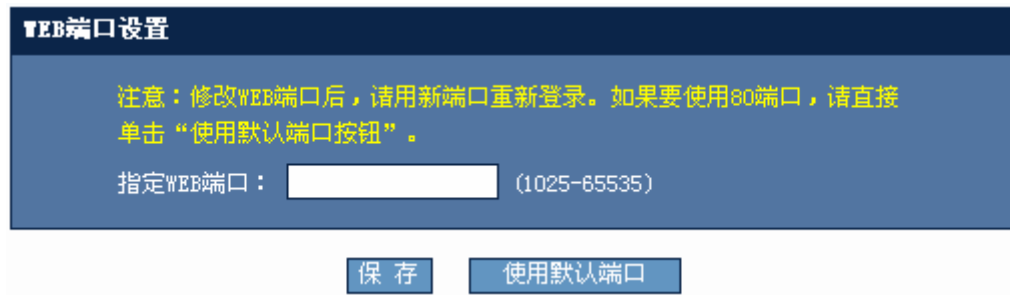 WEB端口设置
注意：修改WEB端口后，请用新端口重新登录。如果要使用80端口，请直接
单击“使用默认端口按钮”。
指定WEB端口： (1025-65535)
保 存 使用默认端口